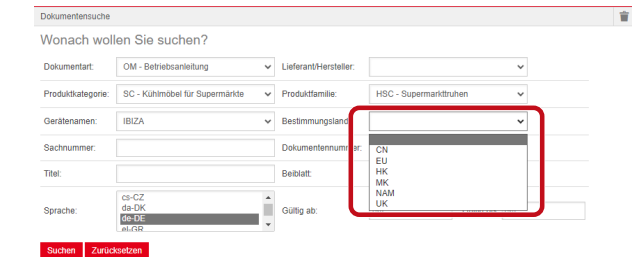 Dokumentensuche
Wonach wollen Sie suchen?
Dokumentart: OM - Betriebsanleitung Lieferant/Hersteller:
Produktkategorie: SC - Kühlmöbel für Supermärkte Produktfamilie: HSC - Supermarkttruhen
Gerätenamen: IBIZA Bestimmungsland
Sachnummer: Dokumentennummer:
CN
EU
HK
MK
NAM
UK
Titel: Beiblatt:
Sprache: cs-CZ
da-DK
de-DE
el-GR
Gültig ab:
Suchen Zurücksetzen